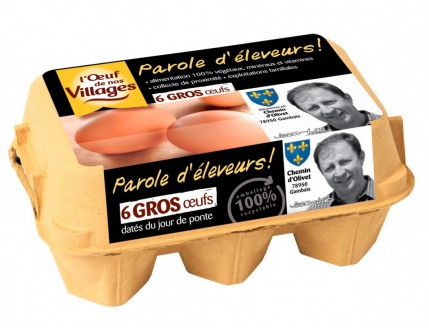 l'Œuf
de nos
Villages
Parole d'éleveurs!
• alimentation 100% végétaux, minéraux et vitamines
• collecte de proximité • exploitations familiales
6 GROS œufs
Chemin
d'Olivet
78950 Gambais
Parole d'éleveurs!
6 GROS œufs
datés du jour de ponte
emballage
100%
recyclable
Chemin
d'Olivet
78950
Gambais